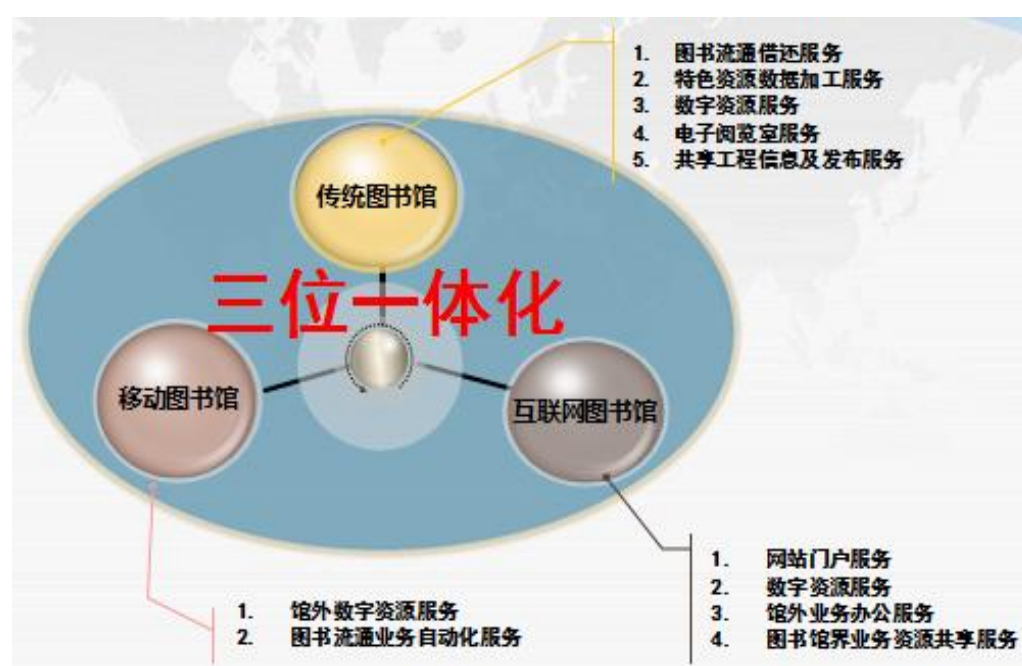 1. 图书流通借还服务
2. 特色资源数据加工服务
3. 数字资源服务
4. 电子阅览室服务
5. 共享工程信息及发布服务
传统图书馆
三位一体化
移动图书馆
互联网图书馆
1. 网站门户服务
2. 数字资源服务
3. 馆外业务办公服务
4. 图书馆界业务资源共享服务
1. 馆外数字资源服务
2. 图书流通业务自动化服务